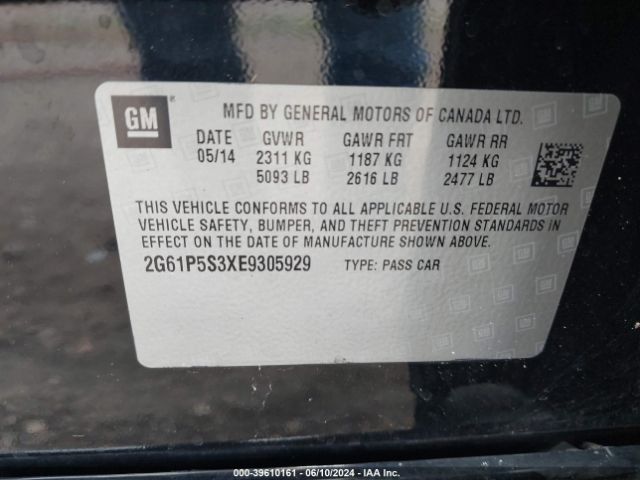 GM
MFD BY GENERAL MOTORS OF CANADA LTD.
DATE GVWR GAWR FRT GAWR RR
05/14 2311 KG 1187 KG 1124 KG
5093 LB 2616 LB 2477 LB
THIS VEHICLE CONFORMS TO ALL APPLICABLE U.S. FEDERAL MOTOR
VEHICLE SAFETY, BUMPER, AND THEFT PREVENTION STANDARDS IN
EFFECT ON THE DATE OF MANUFACTURE SHOWN ABOVE.
2G61P5S3XE9305929 TYPE: PASS CAR
000-39610161 - 06/10/2024 - IAA Inc.